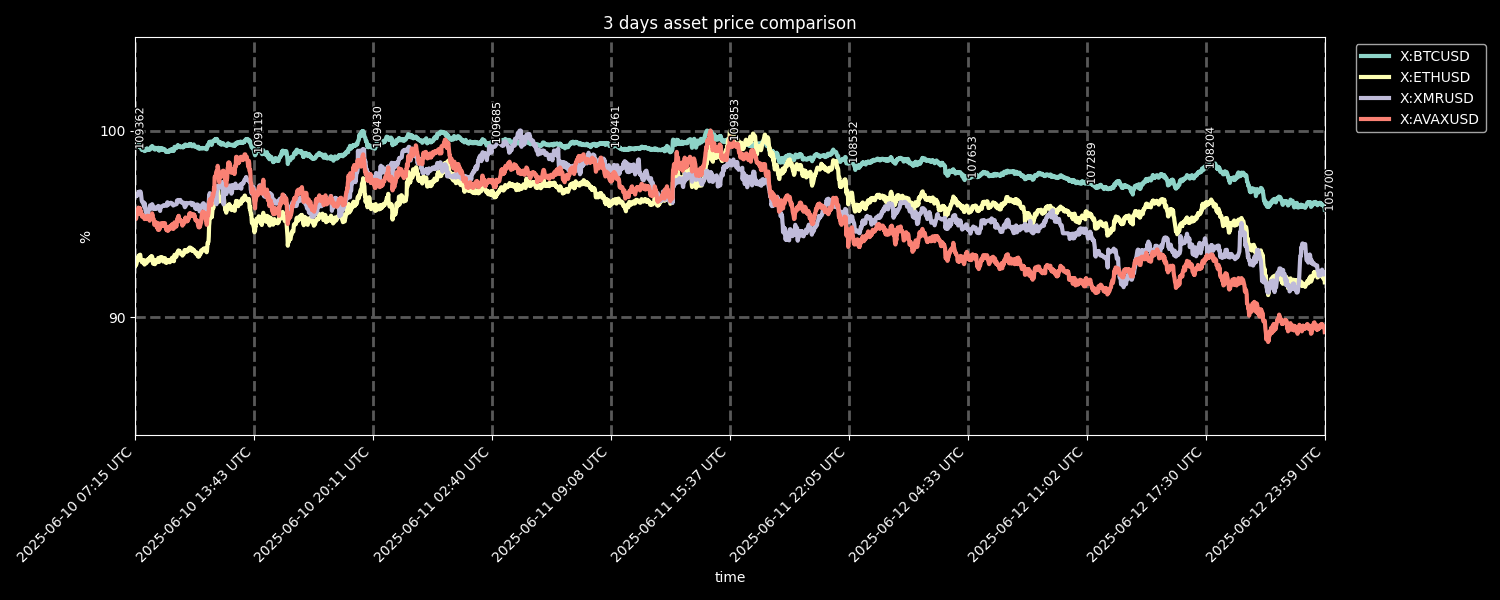 3 days asset price comparison
X:BTCUSD
X:ETHUSD
X:XMRUSD
X:AVAXUSD
109362
109119
109430
109685
109461
109853
108532
107653
107289
108204
105700
100
90
%
2025-06-10 07:15 UTC
2025-06-10 13:43 UTC
2025-06-10 20:11 UTC
2025-06-11 02:40 UTC
2025-06-11 09:08 UTC
2025-06-11 15:37 UTC
2025-06-11 22:05 UTC
2025-06-12 04:33 UTC
2025-06-12 11:02 UTC
2025-06-12 17:30 UTC
2025-06-12 23:59 UTC
time